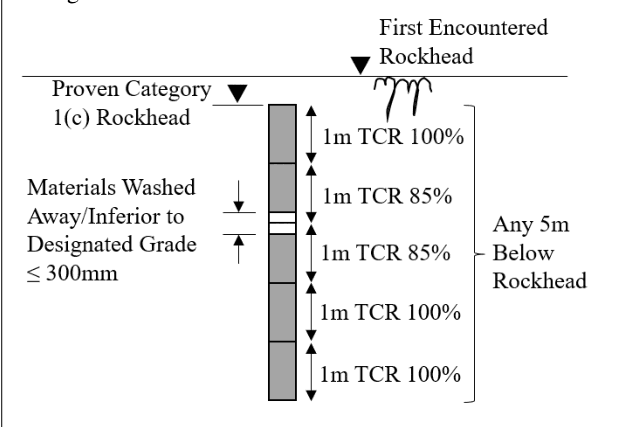 First Encountered
Rockhead
Proven Category
1(c) Rockhead
1m TCR 100%
Materials Washed
Away/Inferior to
Designated Grade
≤ 300mm
1m TCR 85%
1m TCR 85%
Any 5m
Below
Rockhead
1m TCR 100%
1m TCR 100%